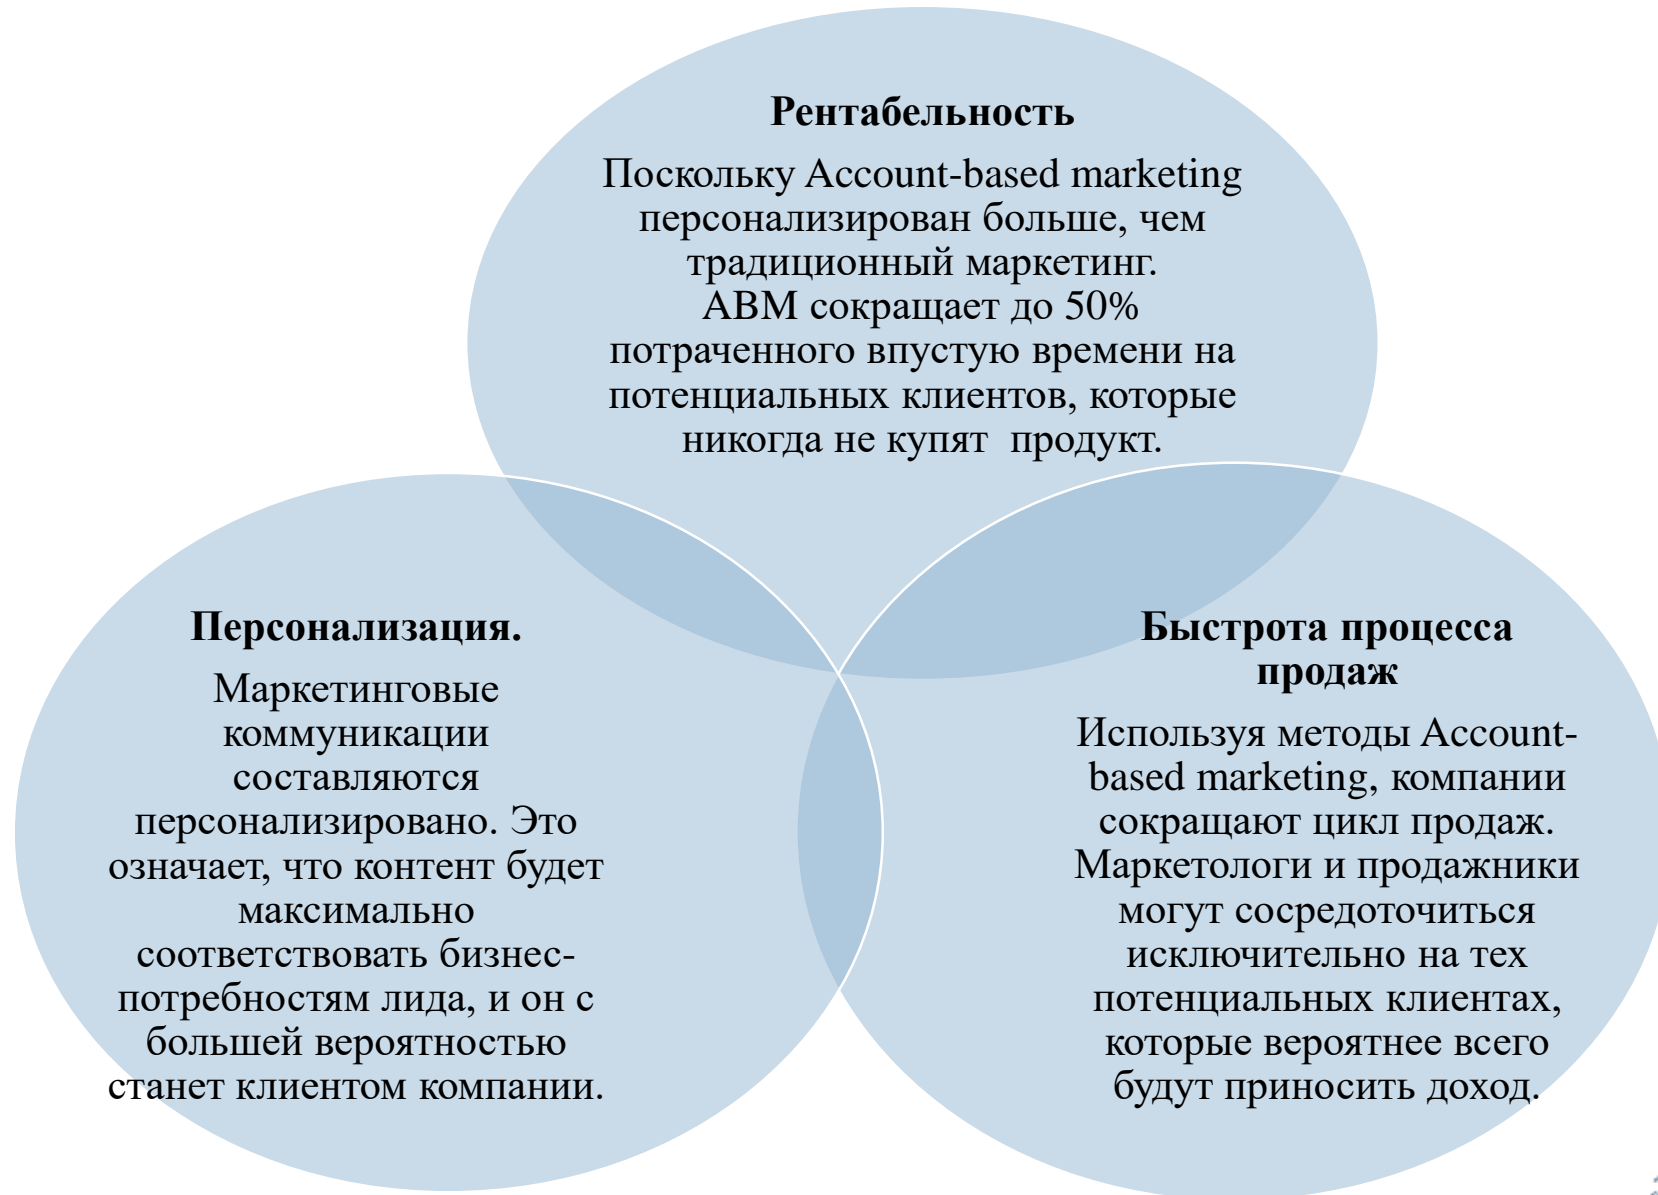 Рентабельность
Поскольку Account-based marketing
персонализирован больше, чем
традиционный маркетинг.
ABM сокращает до 50%
потраченного впустую времени на
потенциальных клиентов, которые
никогда не купят  продукт.
Персонализация.
Маркетинговые
коммуникации
составляются
персонализировано. Это
означает, что контент будет
максимально
соответствовать бизнес-
потребностям лида, и он с
большей вероятностью
станет клиентом компании.
Быстрота процесса
продаж
Используя методы Account-
based marketing, компании
сокращают цикл продаж.
Маркетологи и продажники
могут сосредоточиться
исключительно на тех
потенциальных клиентах,
которые вероятнее всего
будут приносить доход.